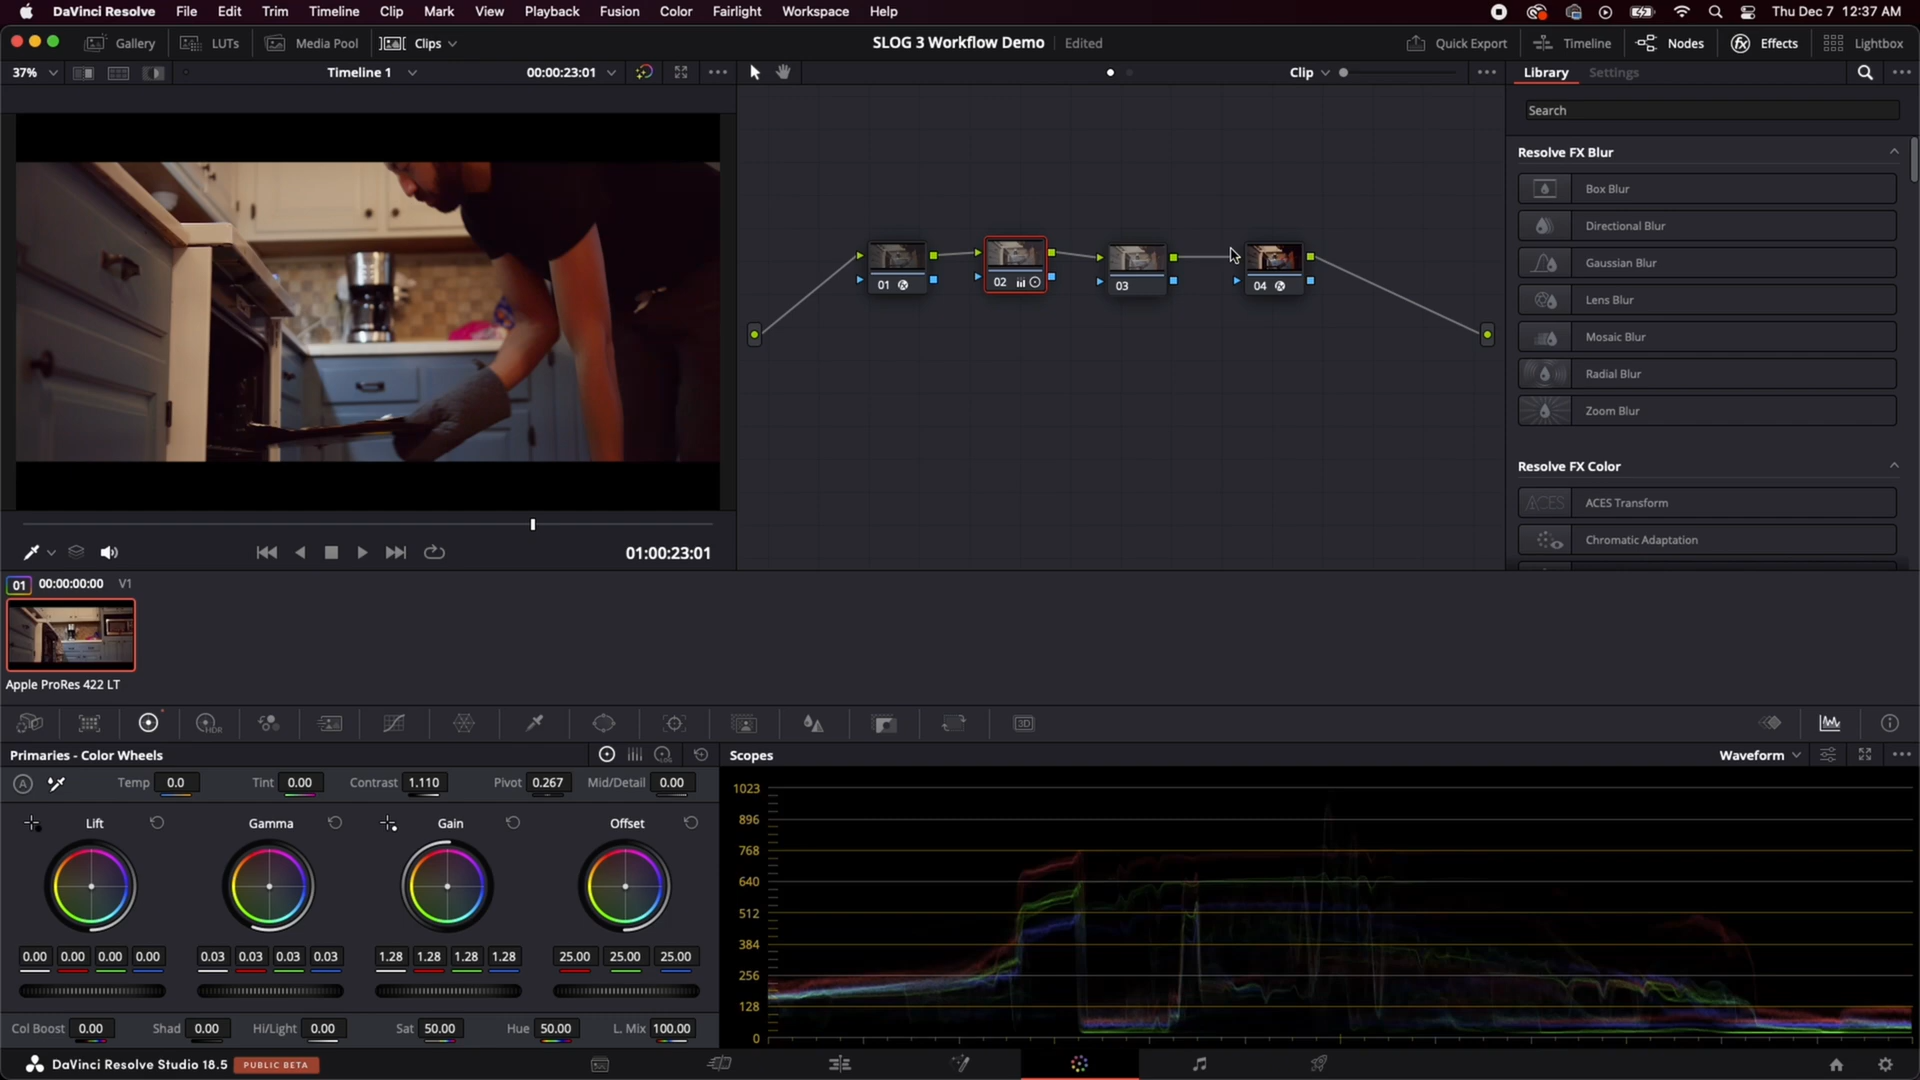 DaVinci Resolve File Edit Trim Timeline Clip Mark View Playback Fusion Color Fairlight Workspace Help Thu Dec 7 12:37 AM
Gallery LUTs Media Pool Clips SLOG 3 Workflow Demo Edited Quick Export Timeline Nodes Effects Lightbox
37% Timeline 1 00:00:23:01 Clip Library Settings
Search
Resolve FX Blur
Box Blur
Directional Blur
Gaussian Blur
Lens Blur
Mosaic Blur
Radial Blur
Zoom Blur
Resolve FX Color
ACES ACES Transform
Chromatic Adaptation
01
02
03
04
01:00:23:01
01 00:00:00:00 V1
Apple ProRes 422 LT
HDR
3D
Primaries - Color Wheels
LOG
Scopes
Waveform
A Temp 0.0 Tint 0.00 Contrast 1.110 Pivot 0.267 Mid/Detail 0.00
Lift Gamma Gain Offset
0.00 0.00 0.00 0.00 0.03 0.03 0.03 0.03 1.28 1.28 1.28 1.28 25.00 25.00 25.00
Col Boost 0.00 Shad 0.00 Hi/Light 0.00 Sat 50.00 Hue 50.00 L. Mix 100.00
1023
896
768
640
512
384
256
128
0
DaVinci Resolve Studio 18.5 PUBLIC BETA